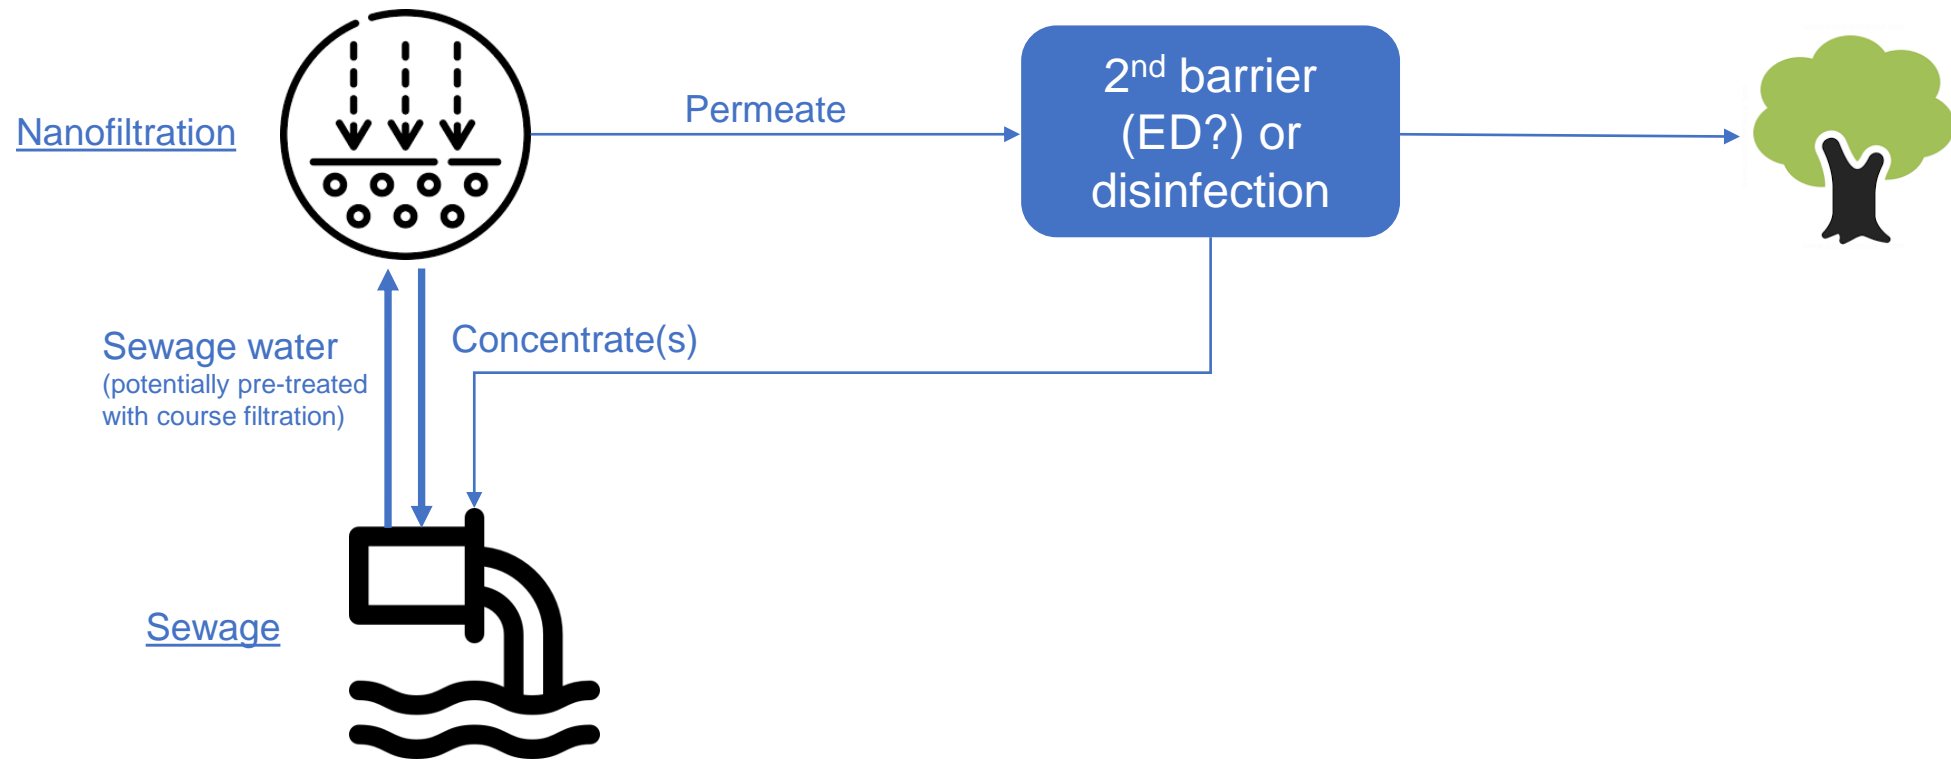 Nanofiltration
Permeate
2nd barrier
(ED?) or
disinfection
Sewage water
(potentially pre-treated
with course filtration)
Concentrate(s)
Sewage